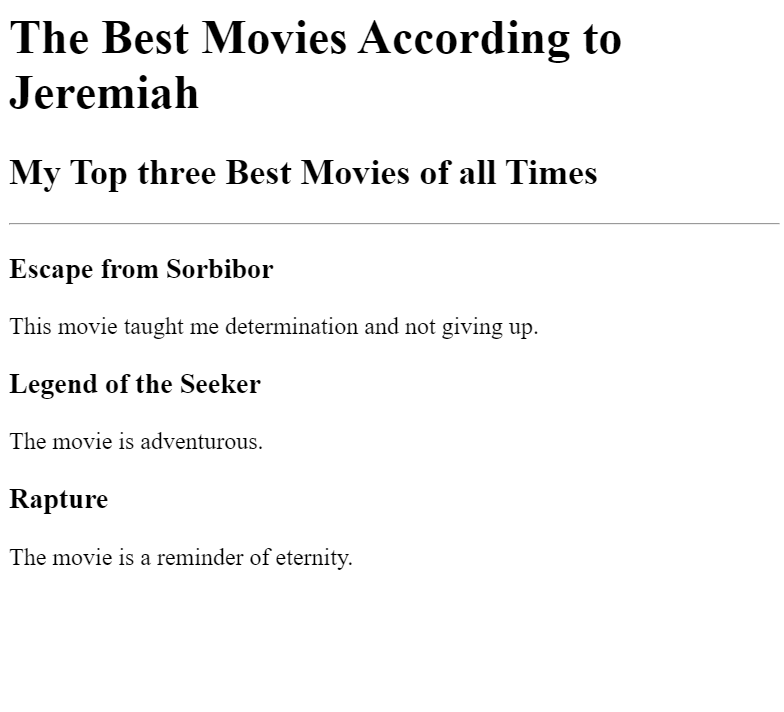 The Best Movies According to
Jeremiah
My Top three Best Movies of all Times
Escape from Sorbibor
This movie taught me determination and not giving up.
Legend of the Seeker
The movie is adventurous.
Rapture
The movie is a reminder of eternity.